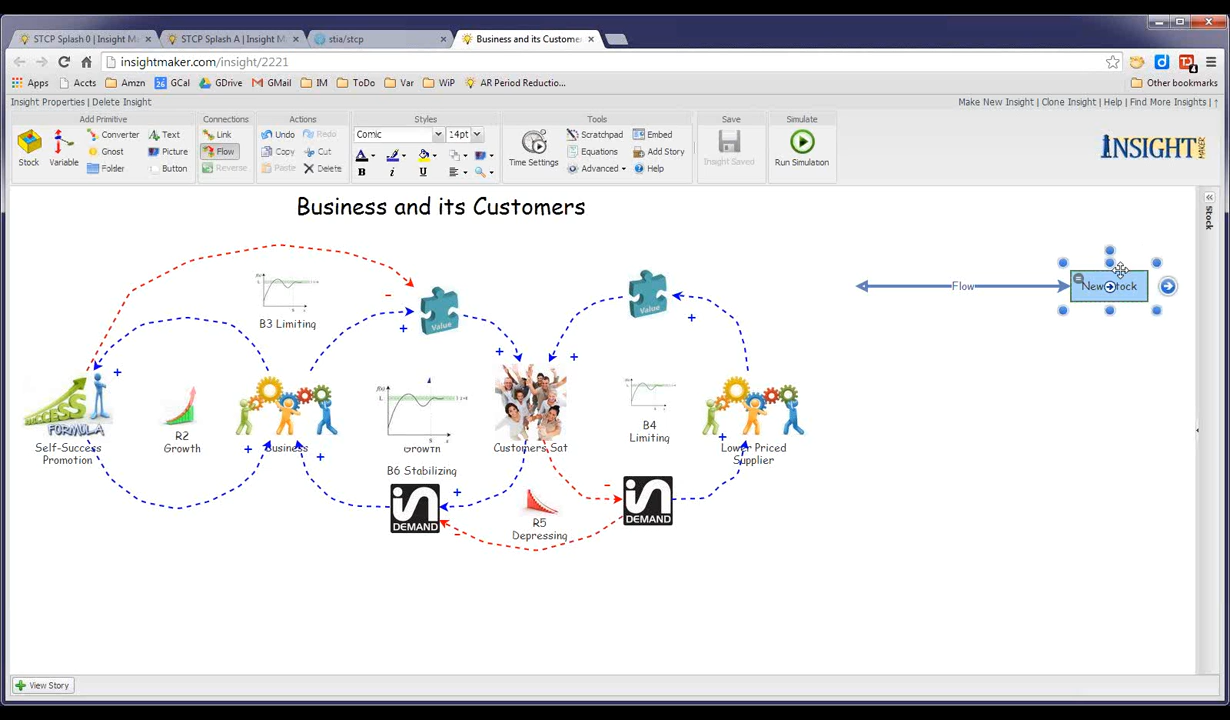 STCP Splash 0 | Insight M
STCP Splash A | Insight M
stia/stcp
Business and its Custome
insightmaker.com/insight/2221
Apps
Accts
Amzn
GCal
GDrive
GMail
IM
ToDo
Var
WiP
AR Period Reductio...
Other bookmarks
Insight Properties | Delete Insight
Make New Insight | Clone Insight | Help | Find More Insights |
Add Primitive
Connections
Actions
Styles
Tools
Save
Simulate
Stock
Variable
Converter
Ghost
Folder
Text
Picture
Button
Link
Flow
Reverse
Undo
Redo
Copy
Cut
Paste
Delete
Comic
14pt
A
B
i
U
Time Settings
Scratchpad
Equations
Advanced
Embed
Add Story
Help
Insight Saved
Run Simulation
INSIGHT
MAKER
Stock
Business and its Customers
B3 Limiting
Value
Value
Flow
New Stock
FORMULA
Self-Success
Promotion
R2
Growth
Business
Growth
B6 Stabilizing
Customers Sat
B4
Limiting
Lower Priced
Supplier
in
DEMAND
R5
Depressing
in
DEMAND
View Story